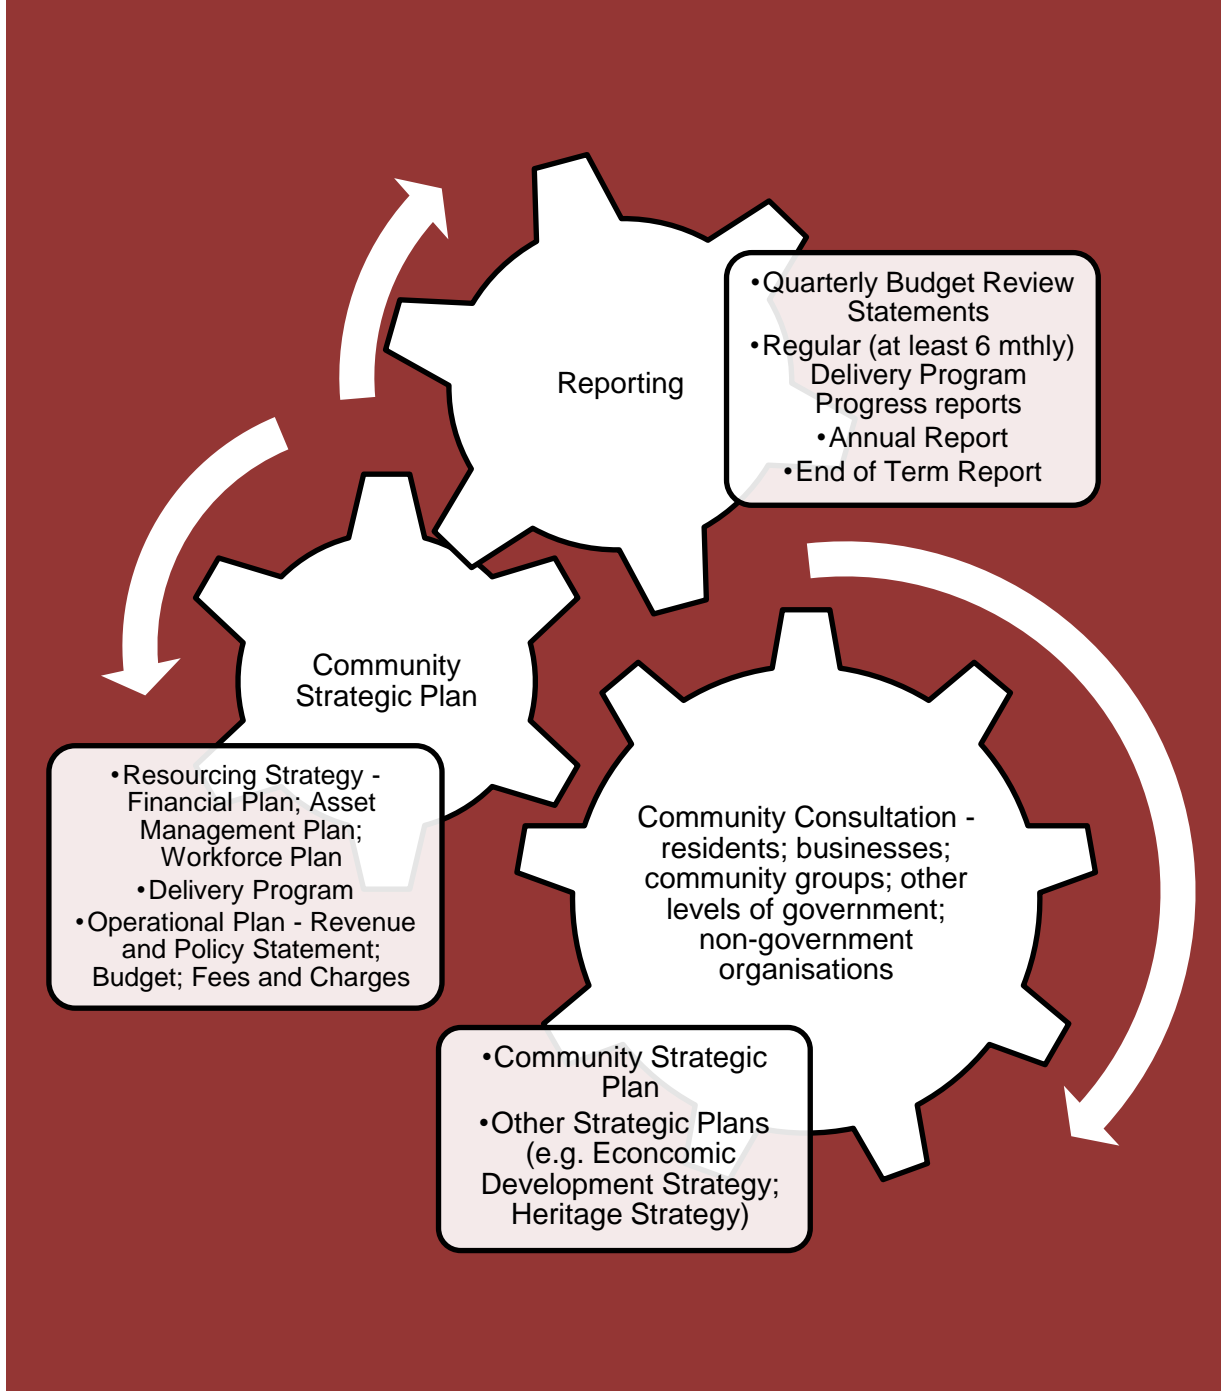 Reporting
•Quarterly Budget Review
Statements
•Regular (at least 6 mthly)
Delivery Program
Progress reports
•Annual Report
•End of Term Report
Community
Strategic Plan
•Resourcing Strategy -
Financial Plan; Asset
Management Plan;
Workforce Plan
•Delivery Program
•Operational Plan - Revenue
and Policy Statement;
Budget; Fees and Charges
Community Consultation -
residents; businesses;
community groups; other
levels of government;
non-government
organisations
•Community Strategic
Plan
•Other Strategic Plans
(e.g. Econcomic
Development Strategy;
Heritage Strategy)